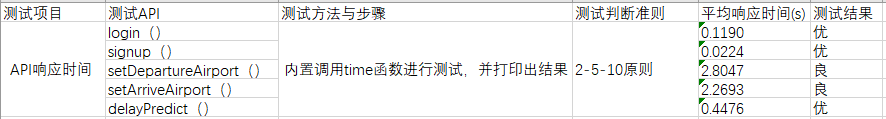 测试项目 测试API 测试方法与步骤 测试判断准则 平均响应时间(s) 测试结果
login（） 0.1190 优
signup（） 0.0224 优
API响应时间 setDepartureAirport（） 内置调用time函数进行测试，并打印出结果 2-5-10原则 2.8047 良
setArriveAirport（） 2.2693 良
delayPredict（） 0.4476 优